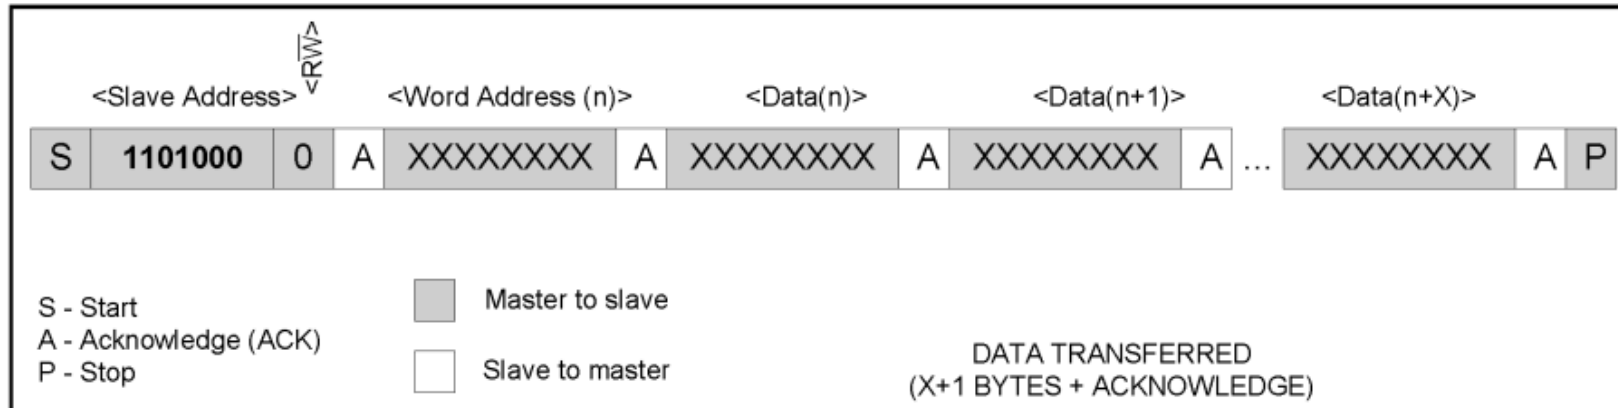 <RW>
<Slave Address> <Word Address (n)> <Data(n)> <Data(n+1)> <Data(n+X)>
S 1101000 0 A XXXXXXXX A XXXXXXXX A XXXXXXXX A ... XXXXXXXX A P
S - Start
A - Acknowledge (ACK)
P - Stop
Master to slave
Slave to master
DATA TRANSFERRED
(X+1 BYTES + ACKNOWLEDGE)